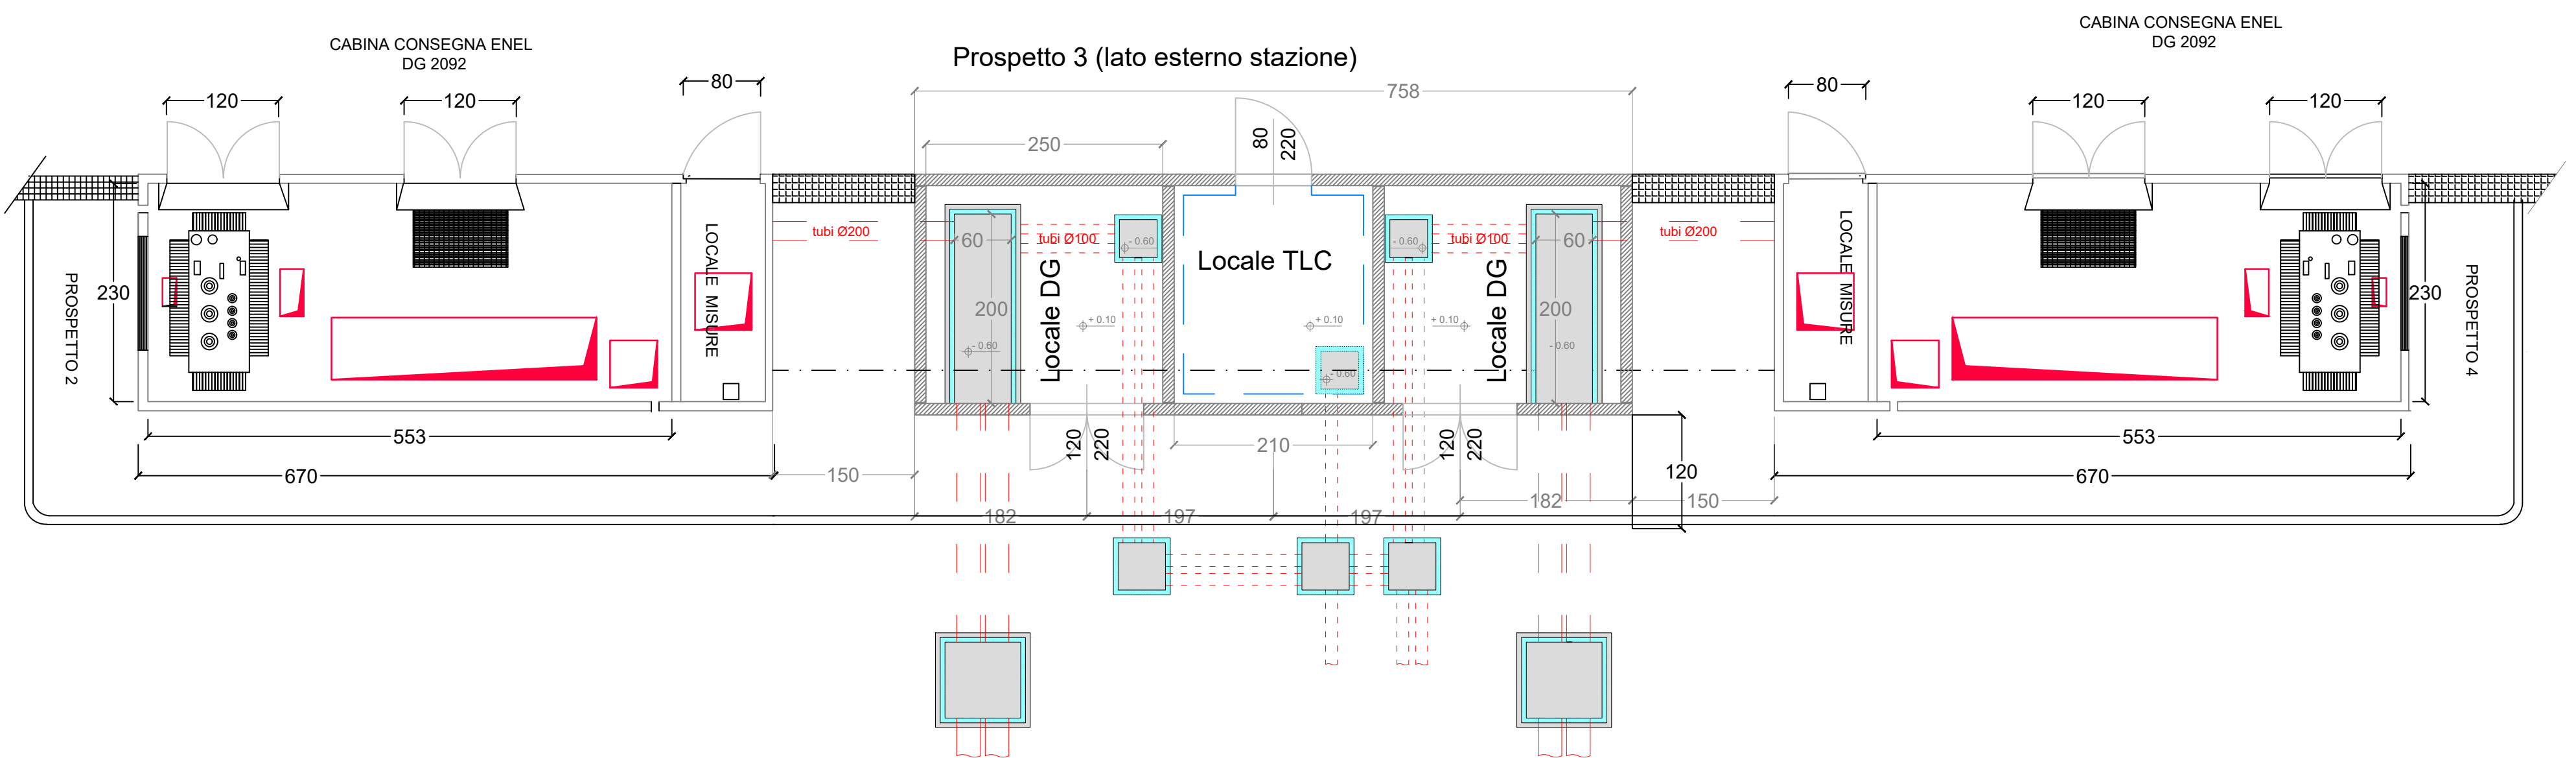 CABINA CONSEGNA ENEL
DG 2092
Prospetto 3 (lato esterno stazione)
CABINA CONSEGNA ENEL
DG 2092
120
120
80
758
80
120
120
250
80
220
tubi Ø200
60
tubi Ø100
- 0.60
Locale TLC
- 0.60
tubi Ø100
60
tubi Ø200
PROSPETTO 2
230
LOCALE MISURE
200
- 0.60
Locale DG
+ 0.10
+ 0.10
- 0.60
+ 0.10
Locale DG
200
- 0.60
LOCALE MISURE
230
PROSPETTO 4
553
120
220
210
120
220
553
670
150
120
670
182
150
182
197
197